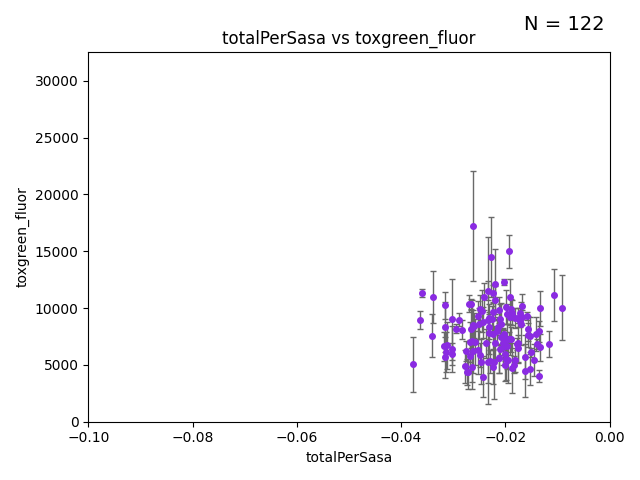 N = 122
totalPerSasa vs toxgreen_fluor
30000
25000
20000
15000
10000
5000
0
toxgreen_fluor
−0.10 −0.08 −0.06 −0.04 −0.02 0.00
totalPerSasa